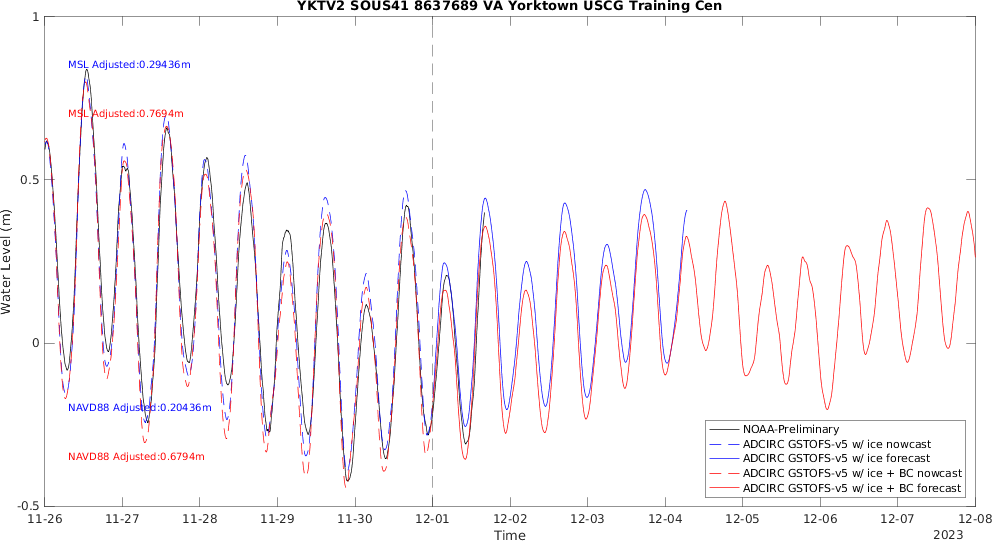 YKTV2 SOUS41 8637689 VA Yorktown USCG Training Cen
1
MSL Adjusted:0.29436m
MSL Adjusted:0.7694m
0.5
Water Level (m)
0
NAVD88 Adjusted:0.20436m
NAVD88 Adjusted:0.6794m
NOAA-Preliminary
ADCIRC GSTOFS-v5 w/ ice nowcast
ADCIRC GSTOFS-v5 w/ ice forecast
ADCIRC GSTOFS-v5 w/ ice + BC nowcast
ADCIRC GSTOFS-v5 w/ ice + BC forecast
-0.5
11-26 11-27 11-28 11-29 11-30 12-01 12-02 12-03 12-04 12-05 12-06 12-07 12-08
Time
2023